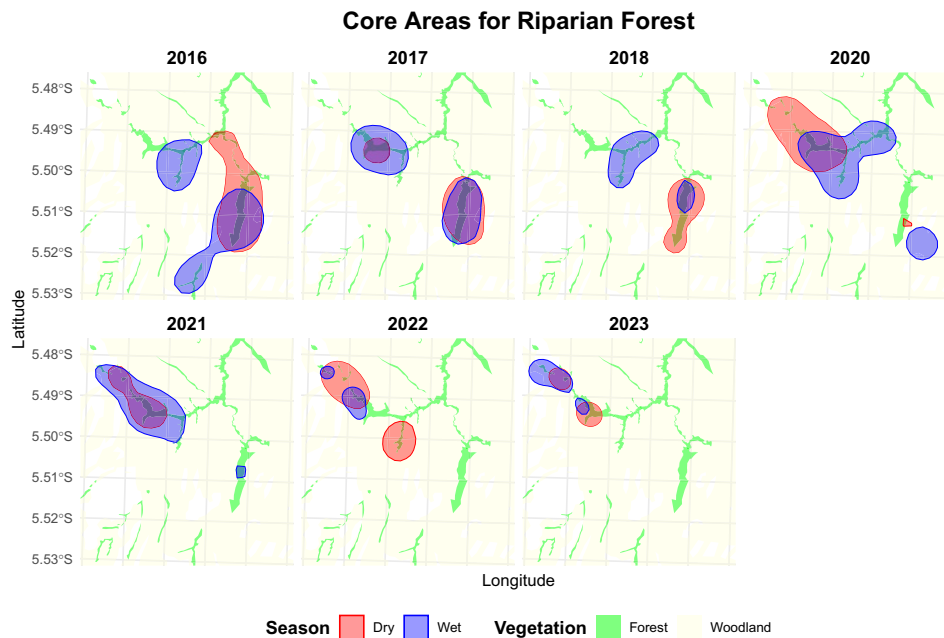 Core Areas for Riparian Forest
2016 2017 2018 2020
5.48°S
5.49°S
5.50°S
5.51°S
5.52°S
5.53°S
Latitude
2021 2022 2023
5.48°S
5.49°S
5.50°S
5.51°S
5.52°S
5.53°S
Longitude
Season Dry Wet Vegetation Forest Woodland